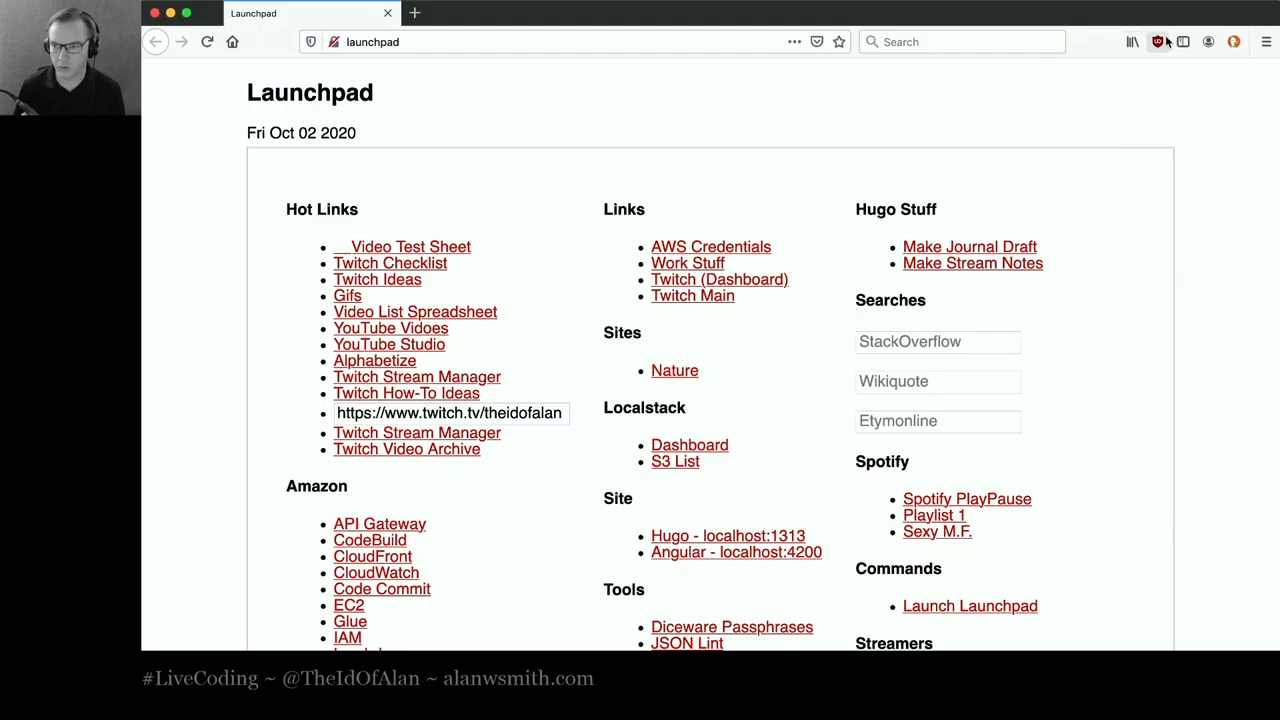 Launchpad
launchpad
Search
Launchpad
Fri Oct 02 2020
Hot Links
__Video Test Sheet
Twitch Checklist
Twitch Ideas
Gifs
Video List Spreadsheet
YouTube Vidoes
YouTube Studio
Alphabetize
Twitch Stream Manager
Twitch How-To Ideas
https://www.twitch.tv/theidofalan
Twitch Stream Manager
Twitch Video Archive
Amazon
API Gateway
CodeBuild
CloudFront
CloudWatch
Code Commit
EC2
Glue
IAM
Links
AWS Credentials
Work Stuff
Twitch (Dashboard)
Twitch Main
Sites
Nature
Localstack
Dashboard
S3 List
Site
Hugo - localhost:1313
Angular - localhost:4200
Tools
Diceware Passphrases
JSON Lint
Hugo Stuff
Make Journal Draft
Make Stream Notes
Searches
StackOverflow
Wikiquote
Etymonline
Spotify
Spotify PlayPause
Playlist 1
Sexy M.F.
Commands
Launch Launchpad
Streamers
#LiveCoding ~ @TheIdOfAlan ~ alanwsmith.com